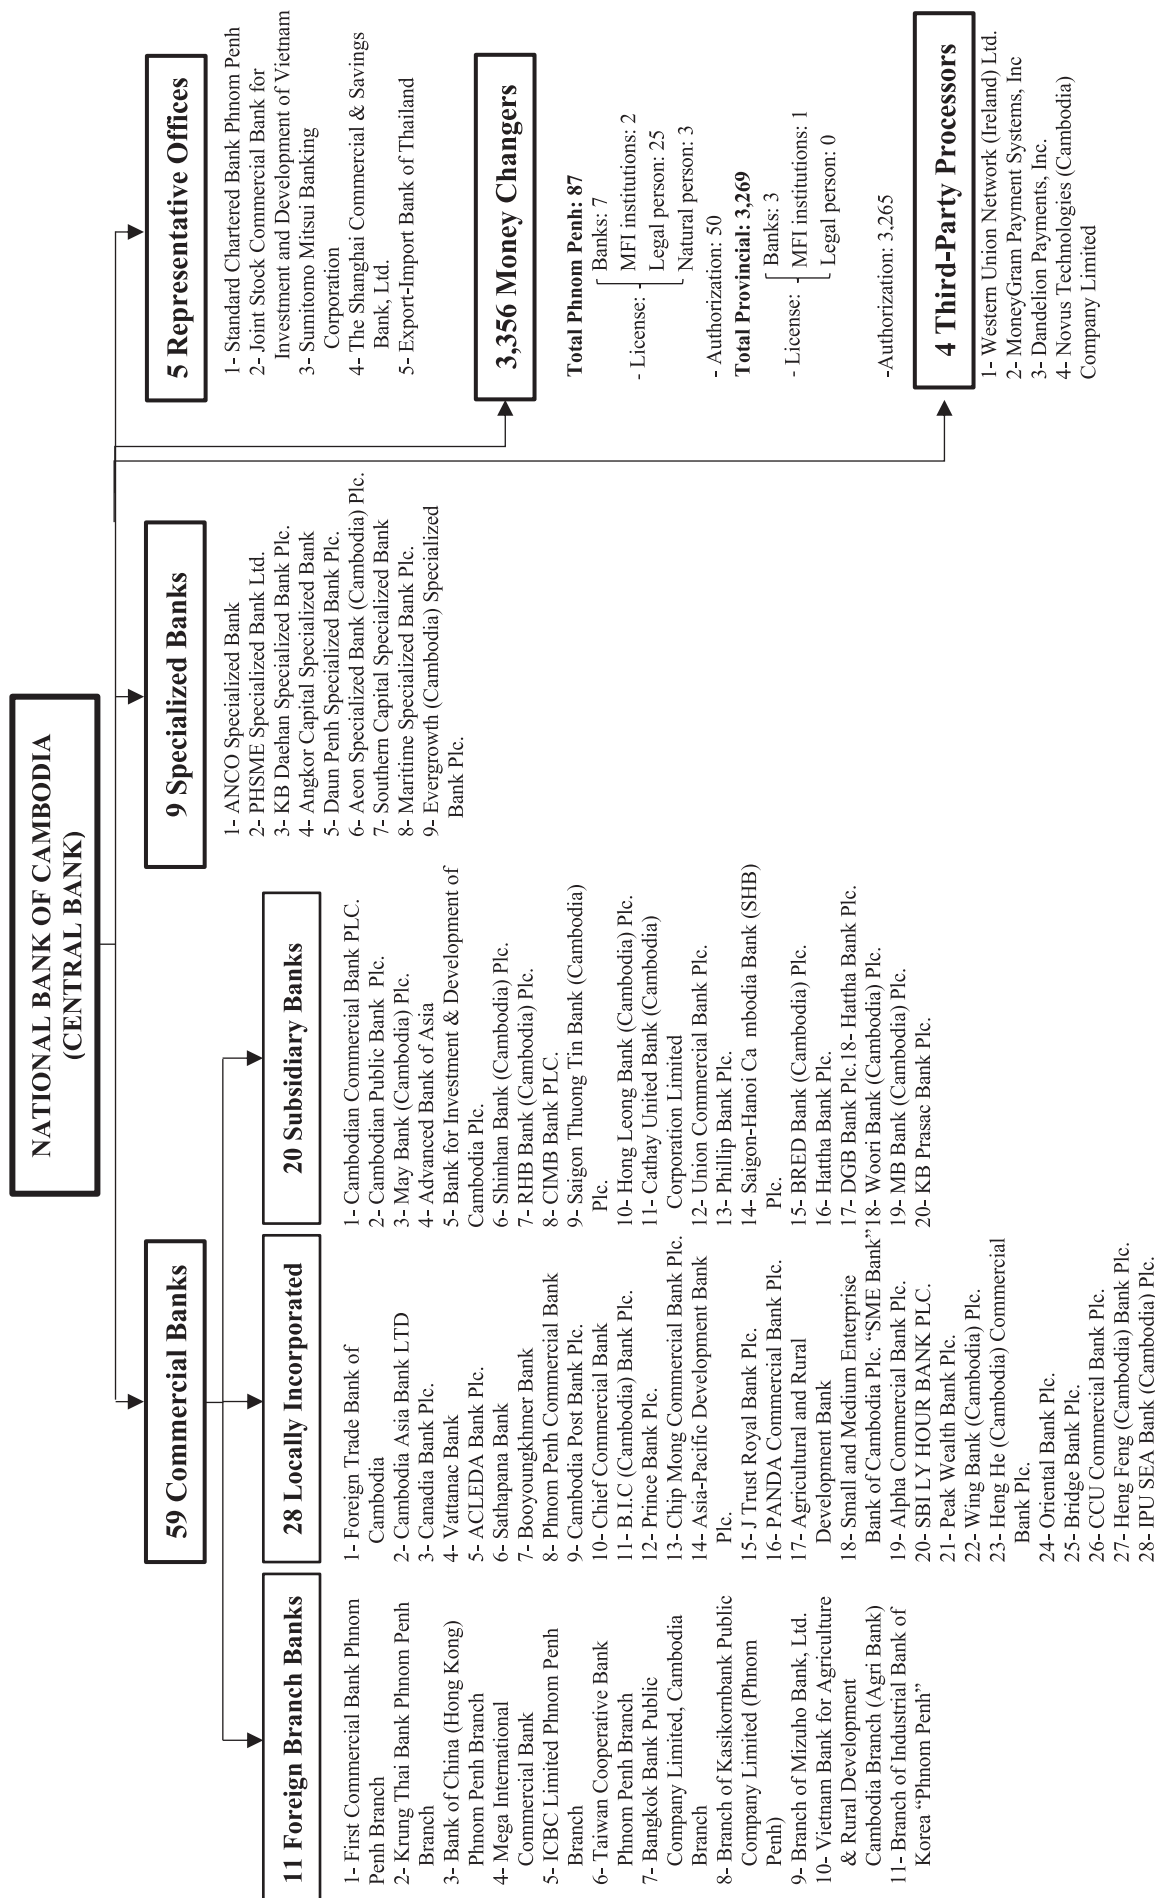 NATIONAL BANK OF CAMBODIA
(CENTRAL BANK)
59 Commercial Banks
11 Foreign Branch Banks
1- First Commercial Bank Phnom
Penh Branch
2- Krung Thai Bank Phnom Penh
Branch
3- Bank of China (Hong Kong)
Phnom Penh Branch
4- Mega International
Commercial Bank
5- ICBC Limited Phnom Penh
Branch
6- Taiwan Cooperative Bank
Phnom Penh Branch
7- Bangkok Bank Public
Company Limited, Cambodia
Branch
8- Branch of Kasikornbank Public
Company Limited (Phnom
Penh)
9- Branch of Mizuho Bank, Ltd.
10- Vietnam Bank for Agriculture
& Rural Development
Cambodia Branch (Agri Bank)
11- Branch of Industrial Bank of
Korea “Phnom Penh”
28 Locally Incorporated
1- Foreign Trade Bank of
Cambodia
2- Cambodia Asia Bank LTD
3- Canadia Bank Plc.
4- Vattanac Bank
5- ACLEDA Bank Plc.
6- Sathapana Bank
7- Booyoungkhmer Bank
8- Phnom Penh Commercial Bank
9- Cambodia Post Bank Plc.
10- Chief Commercial Bank
11- B.I.C (Cambodia) Bank Plc.
12- Prince Bank Plc.
13- Chip Mong Commercial Bank Plc.
14- Asia-Pacific Development Bank
Plc.
15- J Trust Royal Bank Plc.
16- PANDA Commercial Bank Plc.
17- Agricultural and Rural
Development Bank
18- Small and Medium Enterprise
Bank of Cambodia Plc. “SME Bank”
19- Alpha Commercial Bank Plc.
20- SBI LY HOUR BANK PLC.
21- Peak Wealth Bank Plc.
22- Wing Bank (Cambodia) Plc.
23- Heng He (Cambodia) Commercial
Bank Plc.
24- Oriental Bank Plc.
25- Bridge Bank Plc.
26- CCU Commercial Bank Plc.
27- Heng Feng (Cambodia) Bank Plc.
28- IPU SEA Bank (Cambodia) Plc.
20 Subsidiary Banks
1- Cambodian Commercial Bank PLC.
2- Cambodian Public Bank Plc.
3- May Bank (Cambodia) Plc.
4- Advanced Bank of Asia
5- Bank for Investment & Development of
Cambodia Plc.
6- Shinhan Bank (Cambodia) Plc.
7- RHB Bank (Cambodia) Plc.
8- CIMB Bank PLC.
9- Saigon Thuong Tin Bank (Cambodia)
Plc.
10- Hong Leong Bank (Cambodia) Plc.
11- Cathay United Bank (Cambodia)
Corporation Limited
12- Union Commercial Bank Plc.
13- Phillip Bank Plc.
14- Saigon-Hanoi Ca mbodia Bank (SHB)
Plc.
15- BRED Bank (Cambodia) Plc.
16- Hattha Bank Plc.
17- DGB Bank Plc.18- Hattha Bank Plc.
18- Woori Bank (Cambodia) Plc.
19- MB Bank (Cambodia) Plc.
20- KB Prasac Bank Plc.
9 Specialized Banks
1- ANCO Specialized Bank
2- PHSME Specialized Bank Ltd.
3- KB Daehan Specialized Bank Plc.
4- Angkor Capital Specialized Bank
5- Daun Penh Specialized Bank Plc.
6- Aeon Specialized Bank (Cambodia) Plc.
7- Southern Capital Specialized Bank
8- Maritime Specialized Bank Plc.
9- Evergrowth (Cambodia) Specialized
Bank Plc.
5 Representative Offices
1- Standard Chartered Bank Phnom Penh
2- Joint Stock Commercial Bank for
Investment and Development of Vietnam
3- Sumitomo Mitsui Banking
Corporation
4- The Shanghai Commercial & Savings
Bank, Ltd.
5- Export-Import Bank of Thailand
3,356 Money Changers
Total Phnom Penh: 87
Banks: 7
MFI institutions: 2
- License:
Legal person: 25
Natural person: 3
- Authorization: 50
Total Provincial: 3,269
Banks: 3
- License:
MFI institutions: 1
Legal person: 0
-Authorization: 3.265
4 Third-Party Processors
1- Western Union Network (Ireland) Ltd.
2- MoneyGram Payment Systems, Inc
3- Dandelion Payments, Inc.
4- Novus Technologies (Cambodia)
Company Limited